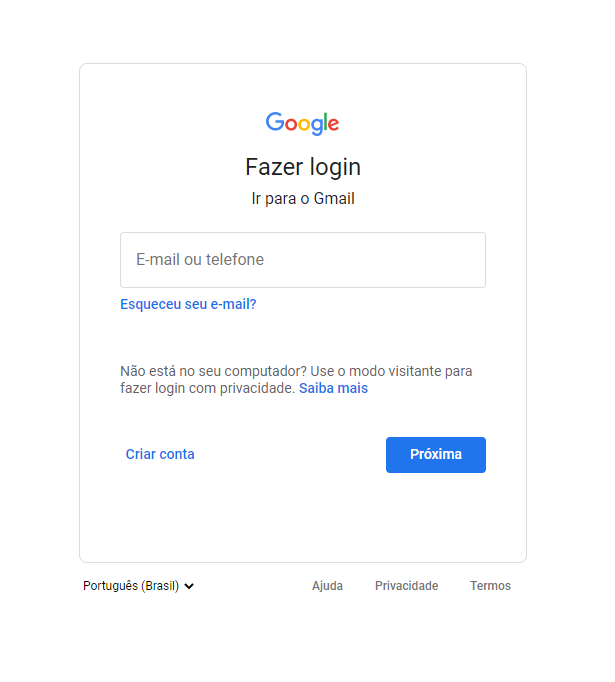 Google
Fazer login
Ir para o Gmail
E-mail ou telefone
Esqueceu seu e-mail?
Não está no seu computador? Use o modo visitante para
fazer login com privacidade. Saiba mais
Criar conta
Próxima
Português (Brasil)
Ajuda
Privacidade
Termos